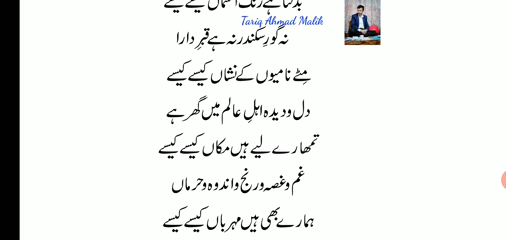 بدلتا ہے رنگ آسماں کیسے کیسے
Tariq Ahmad Malik
نہ گورِ سکندر نہ ہے قبرِ دارا
مٹے نامیوں کے نشاں کیسے کیسے
دل و دیدہ اہلِ عالم میں گھر ہے
تمھارے لیے ہیں مکاں کیسے کیسے
غم و غصہ و رنج و اندوہ و حرماں
ہمارے بھی ہیں مہرباں کیسے کیسے